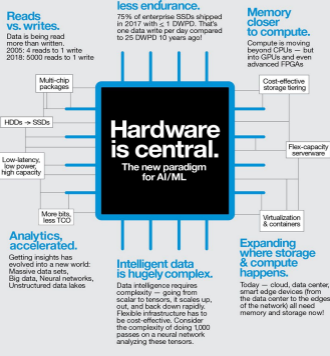 Reads
vs. writes.
Data is being read
more than written.
2005: 4 reads to 1 write
2018: 5000 reads to 1 write
less endurance.
75% of enterprise SSDs shipped
in 2017 with ≤ 1 DWPD. That's
one data write per day compared
to 25 DWPD 10 years ago!
Memory
closer
to compute.
Compute is moving
beyond CPUs — but
into GPUs and even
advanced FPGAs
Multi-chip
packages
HDDs → SSDs
Low-latency,
low power,
high capacity
More bits,
less TCO
Hardware
is central.
The new paradigm
for AI/ML
Cost-effective
storage tiering
Flex-capacity
serverware
Virtualization
& containers
Analytics,
accelerated.
Getting insights has
evolved into a new world:
Massive data sets,
Big data, Neural networks,
Unstructured data lakes
Intelligent data
is hugely complex.
Data intelligence requires
complexity — going from
scalar to tensors, it scales up,
out, and back down rapidly.
Flexible infrastructure has to
be cost-effective. Consider
the complexity of doing 1,000
passes on a neural network
analyzing these tensors.
Expanding
where storage
& compute
happens.
Today — cloud, data center,
smart edge devices (from
the data center to the edges
of the network) all need
memory and storage now!